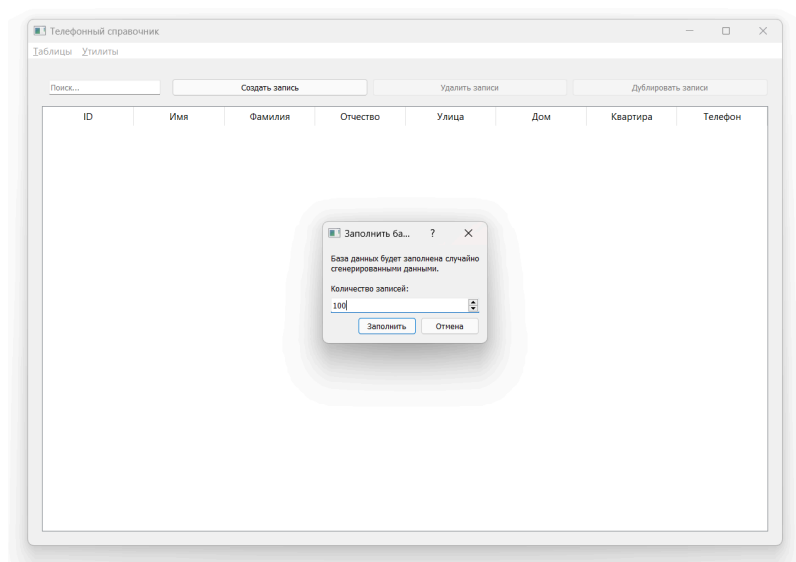 Телефонный справочник
Таблицы Утилиты
Поиск... Создать запись Удалить записи Дублировать записи
ID Имя Фамилия Отчество Улица Дом Квартира Телефон
Заполнить ба... ?
База данных будет заполнена случайно
сгенерированными данными.
Количество записей:
100
Заполнить Отмена